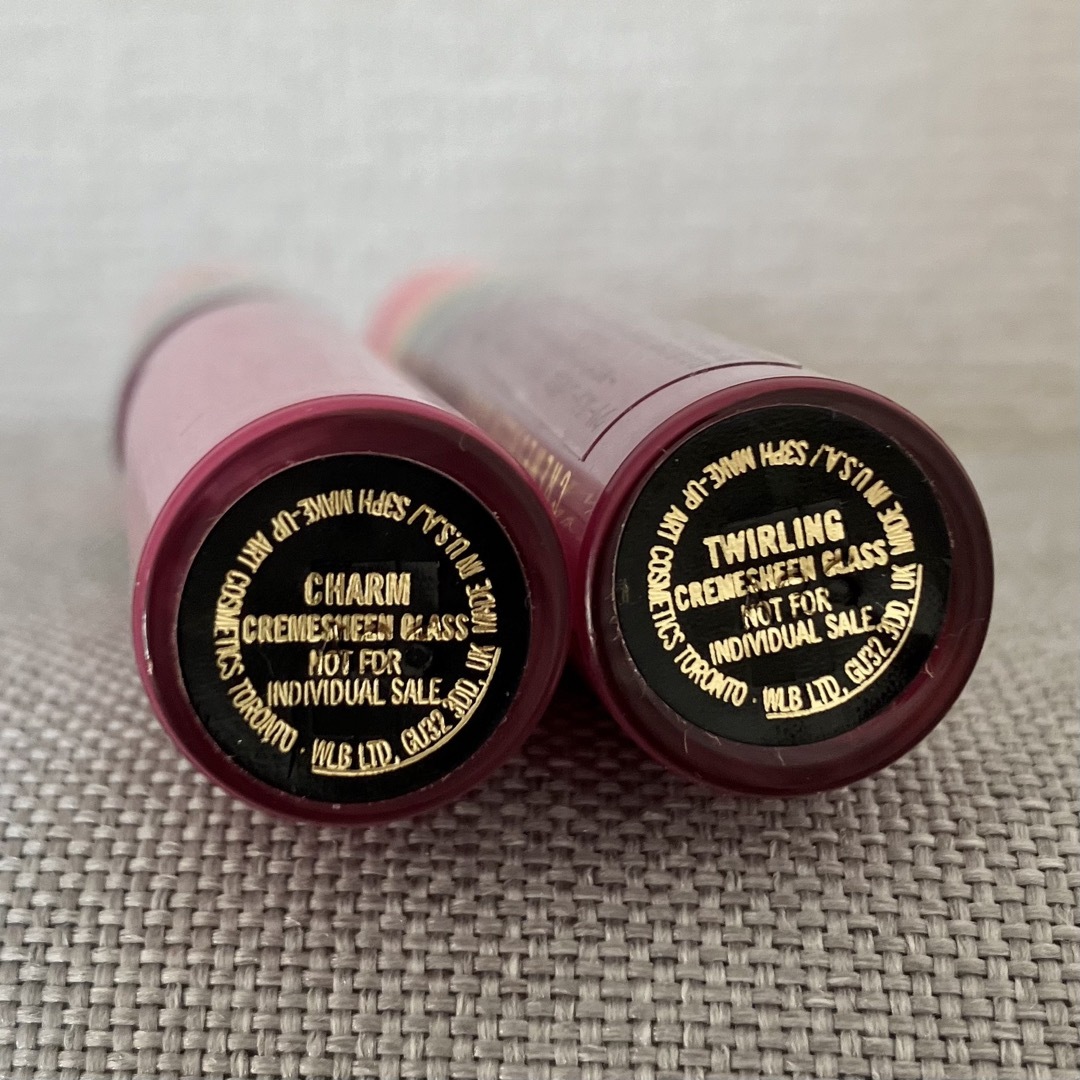 CHARM
CREMESHEEN GLASS
NOT FOR
INDIVIDUAL SALE.
MAKE-UP ART COSMETICS TORONTO · WLB LTD, GU32 3DD, UK MADE IN U.S.A./ S3PH
TWIRLING
CREMESHEEN GLASS
NOT FOR
INDIVIDUAL SALE.
MAKE-UP ART COSMETICS TORONTO · WLB LTD, GU32 3DD, UK MADE IN U.S.A./ S3PH